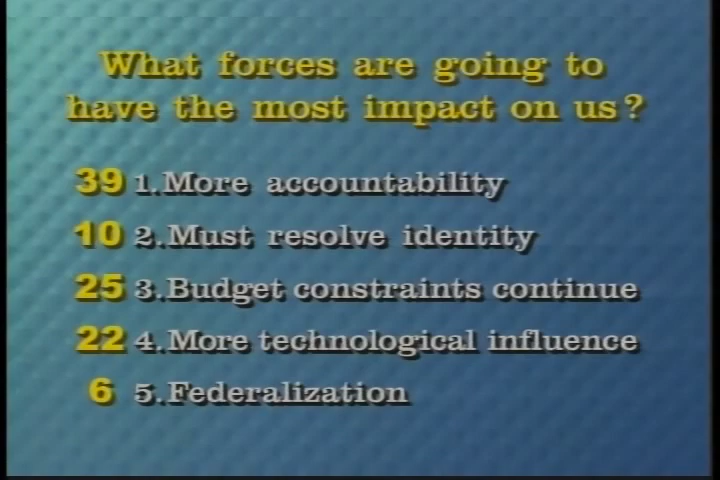 What forces are going to
have the most impact on us?
39 1. More accountability
10 2. Must resolve identity
25 3. Budget constraints continue
22 4. More technological influence
6 5. Federalization